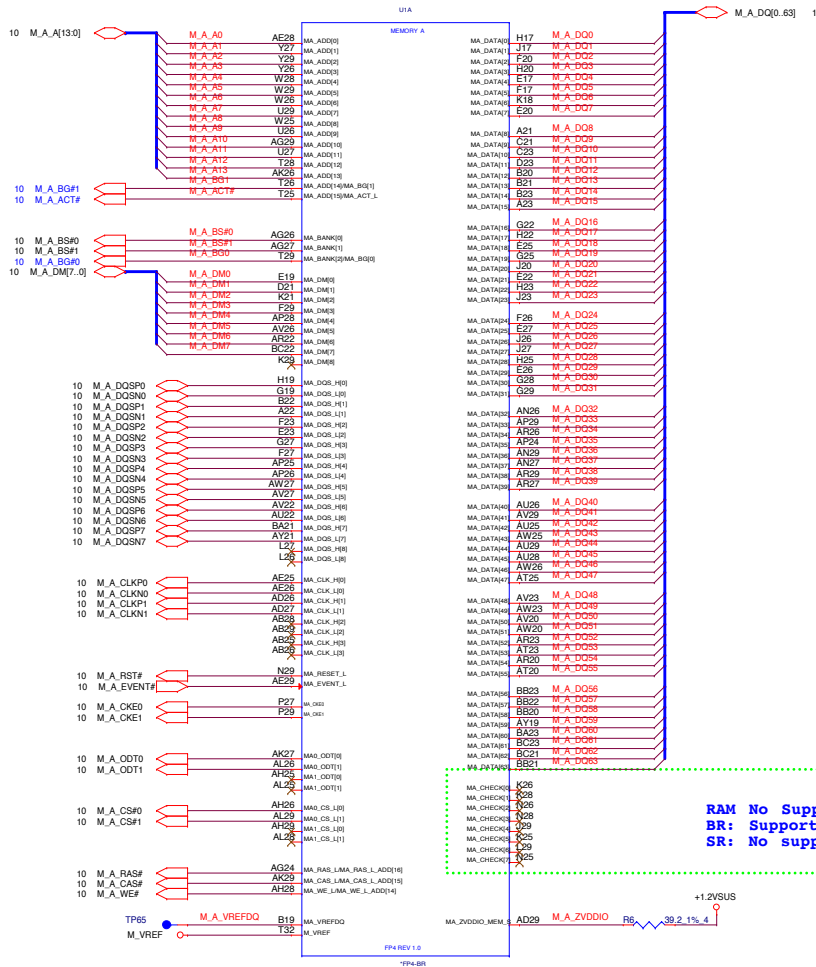 U1A
MEMORY A
10 M_A_A[13:0]
M_A_DQ[0..63] 1
M_A_A0 AE28 MA_ADD[0]
M_A_A1 Y27 MA_ADD[1]
M_A_A2 Y29 MA_ADD[2]
M_A_A3 Y26 MA_ADD[3]
M_A_A4 W28 MA_ADD[4]
M_A_A5 W29 MA_ADD[5]
M_A_A6 W26 MA_ADD[6]
M_A_A7 U29 MA_ADD[7]
M_A_A8 W25 MA_ADD[8]
M_A_A9 U26 MA_ADD[9]
M_A_A10 AG29 MA_ADD[10]
M_A_A11 U27 MA_ADD[11]
M_A_A12 T28 MA_ADD[12]
M_A_A13 AK26 MA_ADD[13]
10 M_A_BG#1 M_A_BG1 T26 MA_ADD[14]/MA_BG[1]
10 M_A_ACT# M_A_ACT# T25 MA_ADD[15]/MA_ACT_L
10 M_A_BS#0 M_A_BS#0 AG26 MA_BANK[0]
10 M_A_BS#1 M_A_BS#1 AG27 MA_BANK[1]
10 M_A_BG#0 M_A_BG0 T29 MA_BANK[2]/MA_BG[0]
10 M_A_DM[7..0]
M_A_DM0 E19 MA_DM[0]
M_A_DM1 D21 MA_DM[1]
M_A_DM2 K21 MA_DM[2]
M_A_DM3 F29 MA_DM[3]
M_A_DM4 AP28 MA_DM[4]
M_A_DM5 AV26 MA_DM[5]
M_A_DM6 AR22 MA_DM[6]
M_A_DM7 BC22 MA_DM[7]
K29 MA_DM[8]
10 M_A_DQSP0 H19 MA_DQS_H[0]
10 M_A_DQSN0 G19 MA_DQS_L[0]
10 M_A_DQSP1 B22 MA_DQS_H[1]
10 M_A_DQSN1 A22 MA_DQS_L[1]
10 M_A_DQSP2 F23 MA_DQS_H[2]
10 M_A_DQSN2 E23 MA_DQS_L[2]
10 M_A_DQSP3 G27 MA_DQS_H[3]
10 M_A_DQSN3 F27 MA_DQS_L[3]
10 M_A_DQSP4 AP25 MA_DQS_H[4]
10 M_A_DQSN4 AP26 MA_DQS_L[4]
10 M_A_DQSP5 AW27 MA_DQS_H[5]
10 M_A_DQSN5 AV27 MA_DQS_L[5]
10 M_A_DQSP6 AV22 MA_DQS_H[6]
10 M_A_DQSN6 AU22 MA_DQS_L[6]
10 M_A_DQSP7 BA21 MA_DQS_H[7]
10 M_A_DQSN7 AY21 MA_DQS_L[7]
L27 MA_DQS_H[8]
L26 MA_DQS_L[8]
10 M_A_CLKP0 AE25 MA_CLK_H[0]
10 M_A_CLKN0 AE26 MA_CLK_L[0]
10 M_A_CLKP1 AD26 MA_CLK_H[1]
10 M_A_CLKN1 AD27 MA_CLK_L[1]
AB28 MA_CLK_H[2]
AB29 MA_CLK_L[2]
AB25 MA_CLK_H[3]
AB26 MA_CLK_L[3]
10 M_A_RST# N29 MA_RESET_L
10 M_A_EVENT# AE29 MA_EVENT_L
10 M_A_CKE0 P27 MA_CKE0
10 M_A_CKE1 P29 MA_CKE1
10 M_A_ODT0 AK27 MA0_ODT[0]
10 M_A_ODT1 AL26 MA0_ODT[1]
AH25 MA1_ODT[0]
AL25 MA1_ODT[1]
10 M_A_CS#0 AH26 MA0_CS_L[0]
10 M_A_CS#1 AL29 MA0_CS_L[1]
AH29 MA1_CS_L[0]
AL28 MA1_CS_L[1]
10 M_A_RAS# AG24 MA_RAS_L/MA_RAS_L_ADD[16]
10 M_A_CAS# AK29 MA_CAS_L/MA_CAS_L_ADD[15]
10 M_A_WE# AH28 MA_WE_L/MA_WE_L_ADD[14]
TP65 M_A_VREFDQ B19 MA_VREFDQ
M_VREF T32 M_VREF
MA_DATA[0] H17 M_A_DQ0
MA_DATA[1] J17 M_A_DQ1
MA_DATA[2] F20 M_A_DQ2
MA_DATA[3] H20 M_A_DQ3
MA_DATA[4] E17 M_A_DQ4
MA_DATA[5] F17 M_A_DQ5
MA_DATA[6] K18 M_A_DQ6
MA_DATA[7] E20 M_A_DQ7
MA_DATA[8] A21 M_A_DQ8
MA_DATA[9] C21 M_A_DQ9
MA_DATA[10] C23 M_A_DQ10
MA_DATA[11] D23 M_A_DQ11
MA_DATA[12] B20 M_A_DQ12
MA_DATA[13] B21 M_A_DQ13
MA_DATA[14] B23 M_A_DQ14
MA_DATA[15] A23 M_A_DQ15
MA_DATA[16] G22 M_A_DQ16
MA_DATA[17] H22 M_A_DQ17
MA_DATA[18] E25 M_A_DQ18
MA_DATA[19] G25 M_A_DQ19
MA_DATA[20] J20 M_A_DQ20
MA_DATA[21] E22 M_A_DQ21
MA_DATA[22] H23 M_A_DQ22
MA_DATA[23] J23 M_A_DQ23
MA_DATA[24] F26 M_A_DQ24
MA_DATA[25] E27 M_A_DQ25
MA_DATA[26] J26 M_A_DQ26
MA_DATA[27] J27 M_A_DQ27
MA_DATA[28] H25 M_A_DQ28
MA_DATA[29] E26 M_A_DQ29
MA_DATA[30] G28 M_A_DQ30
MA_DATA[31] G29 M_A_DQ31
MA_DATA[32] AN26 M_A_DQ32
MA_DATA[33] AP29 M_A_DQ33
MA_DATA[34] AR26 M_A_DQ34
MA_DATA[35] AP24 M_A_DQ35
MA_DATA[36] AN29 M_A_DQ36
MA_DATA[37] AN27 M_A_DQ37
MA_DATA[38] AR29 M_A_DQ38
MA_DATA[39] AR27 M_A_DQ39
MA_DATA[40] AU26 M_A_DQ40
MA_DATA[41] AV29 M_A_DQ41
MA_DATA[42] AU25 M_A_DQ42
MA_DATA[43] AW25 M_A_DQ43
MA_DATA[44] AU29 M_A_DQ44
MA_DATA[45] AU28 M_A_DQ45
MA_DATA[46] AW26 M_A_DQ46
MA_DATA[47] AT25 M_A_DQ47
MA_DATA[48] AV23 M_A_DQ48
MA_DATA[49] AW23 M_A_DQ49
MA_DATA[50] AV20 M_A_DQ50
MA_DATA[51] AW20 M_A_DQ51
MA_DATA[52] AR23 M_A_DQ52
MA_DATA[53] AT23 M_A_DQ53
MA_DATA[54] AR20 M_A_DQ54
MA_DATA[55] AT20 M_A_DQ55
MA_DATA[56] BB23 M_A_DQ56
MA_DATA[57] BB22 M_A_DQ57
MA_DATA[58] BB20 M_A_DQ58
MA_DATA[59] AY19 M_A_DQ59
MA_DATA[60] BA23 M_A_DQ60
MA_DATA[61] BC23 M_A_DQ61
MA_DATA[62] BC21 M_A_DQ62
MA_DATA[63] BB21 M_A_DQ63
MA_CHECK[0] K26
MA_CHECK[1] K28
MA_CHECK[2] N26
MA_CHECK[3] N28
MA_CHECK[4] J29
MA_CHECK[5] K25
MA_CHECK[6] L29
MA_CHECK[7] N25
RAM No Supp
BR: Support
SR: No supp
+1.2VSUS
MA_ZVDDIO_MEM_S AD29 M_A_ZVDDIO R6 39.2_1%_4
FP4 REV 1.0
*FP4-BR